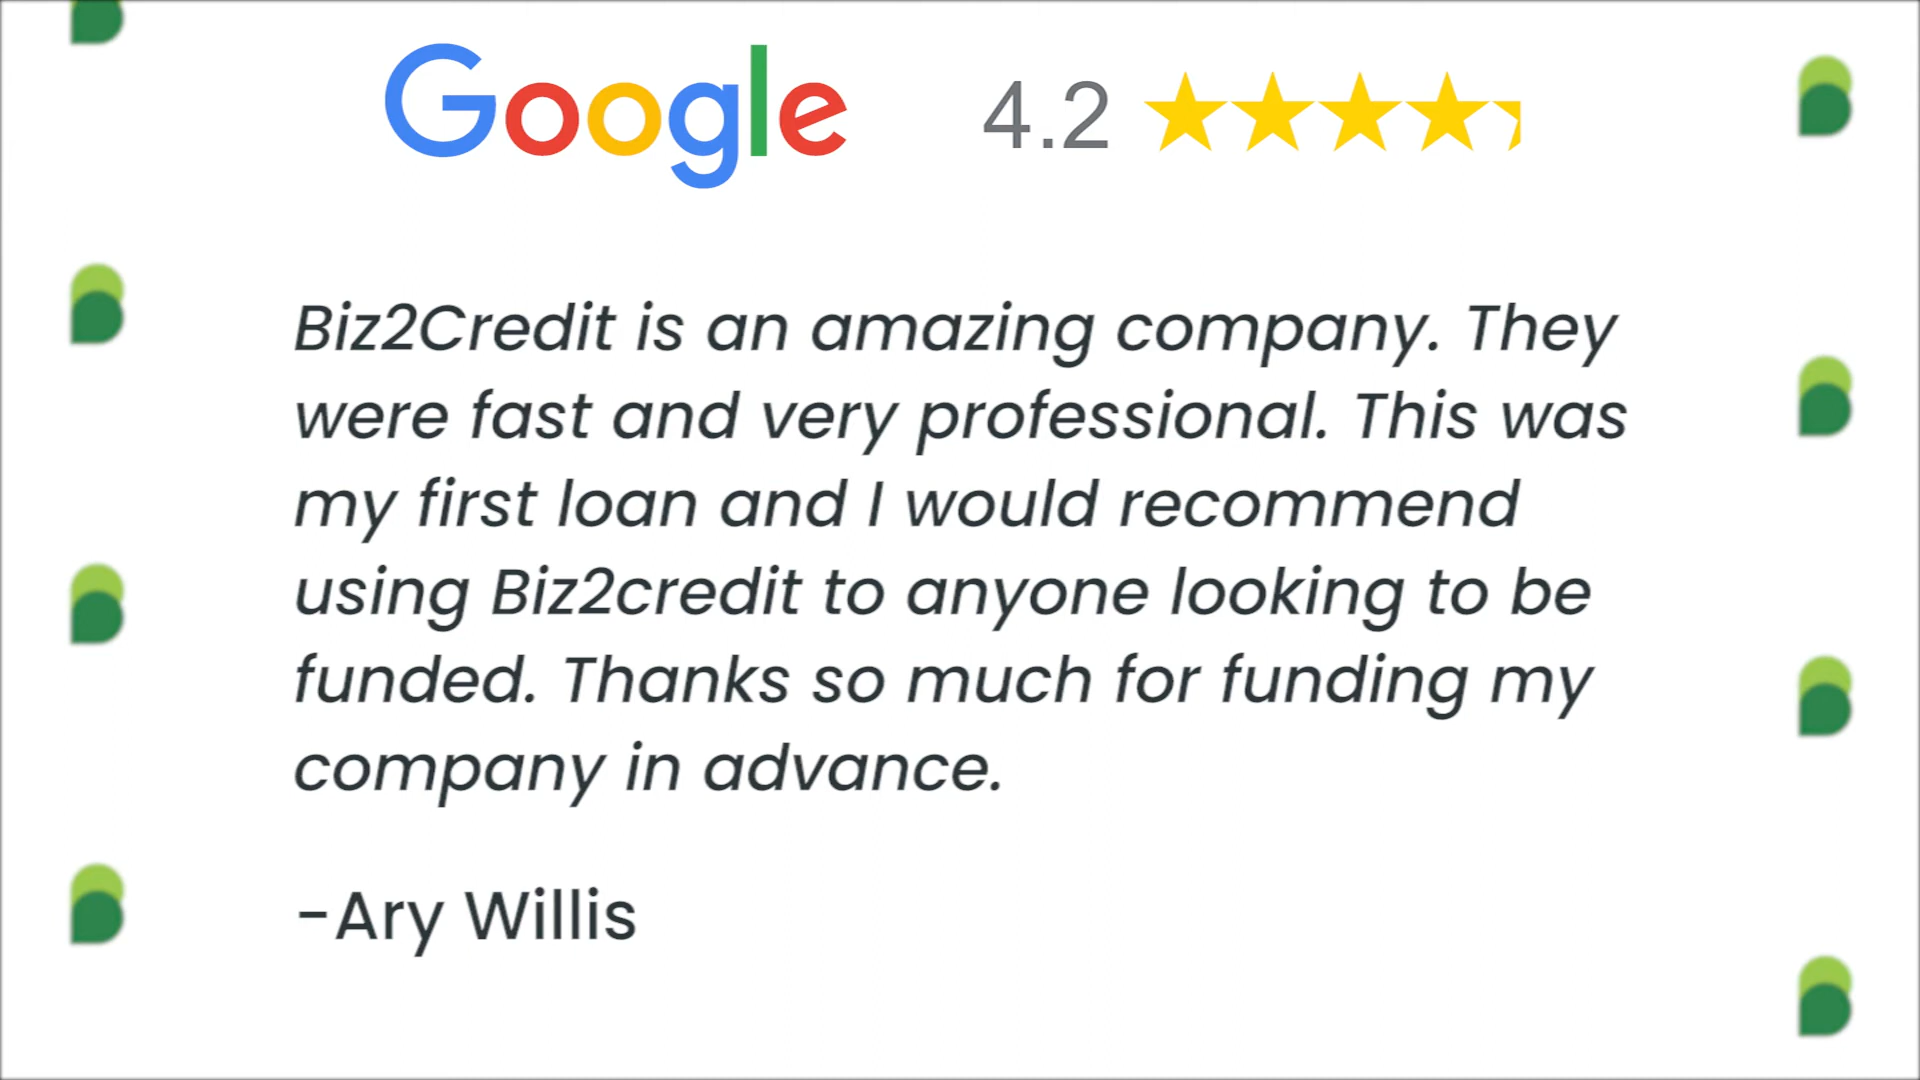 Google 4.2
Biz2Credit is an amazing company. They
were fast and very professional. This was
my first loan and I would recommend
using Biz2credit to anyone looking to be
funded. Thanks so much for funding my
company in advance.
-Ary Willis